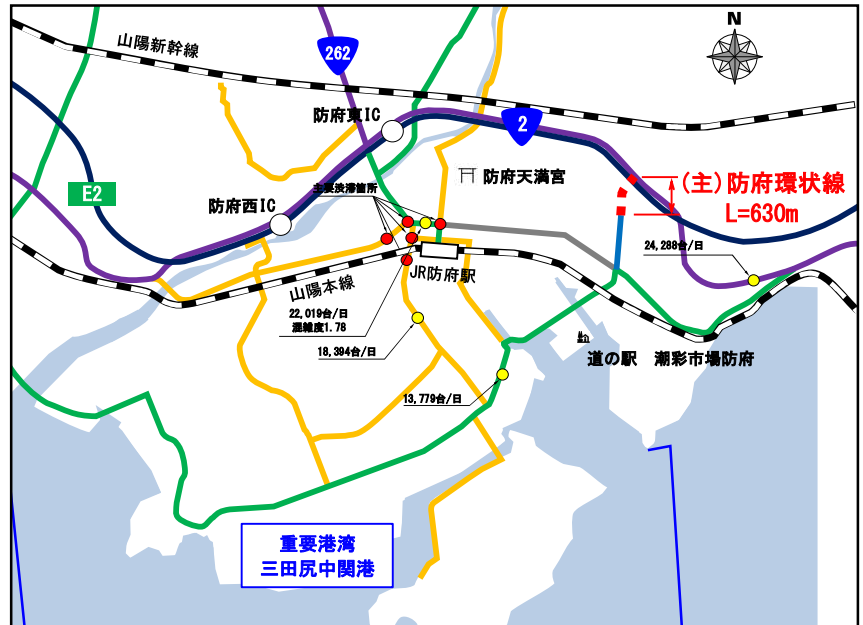 N
山陽新幹線
262
防府東IC
2
防府天満宮
(主)防府環状線
L=630m
E2
主要渋滞箇所
防府西IC
24,288台/日
JR防府駅
山陽本線
22,019台/日
混雑度1.78
18,394台/日
道の駅 潮彩市場防府
13,779台/日
重要港湾
三田尻中関港